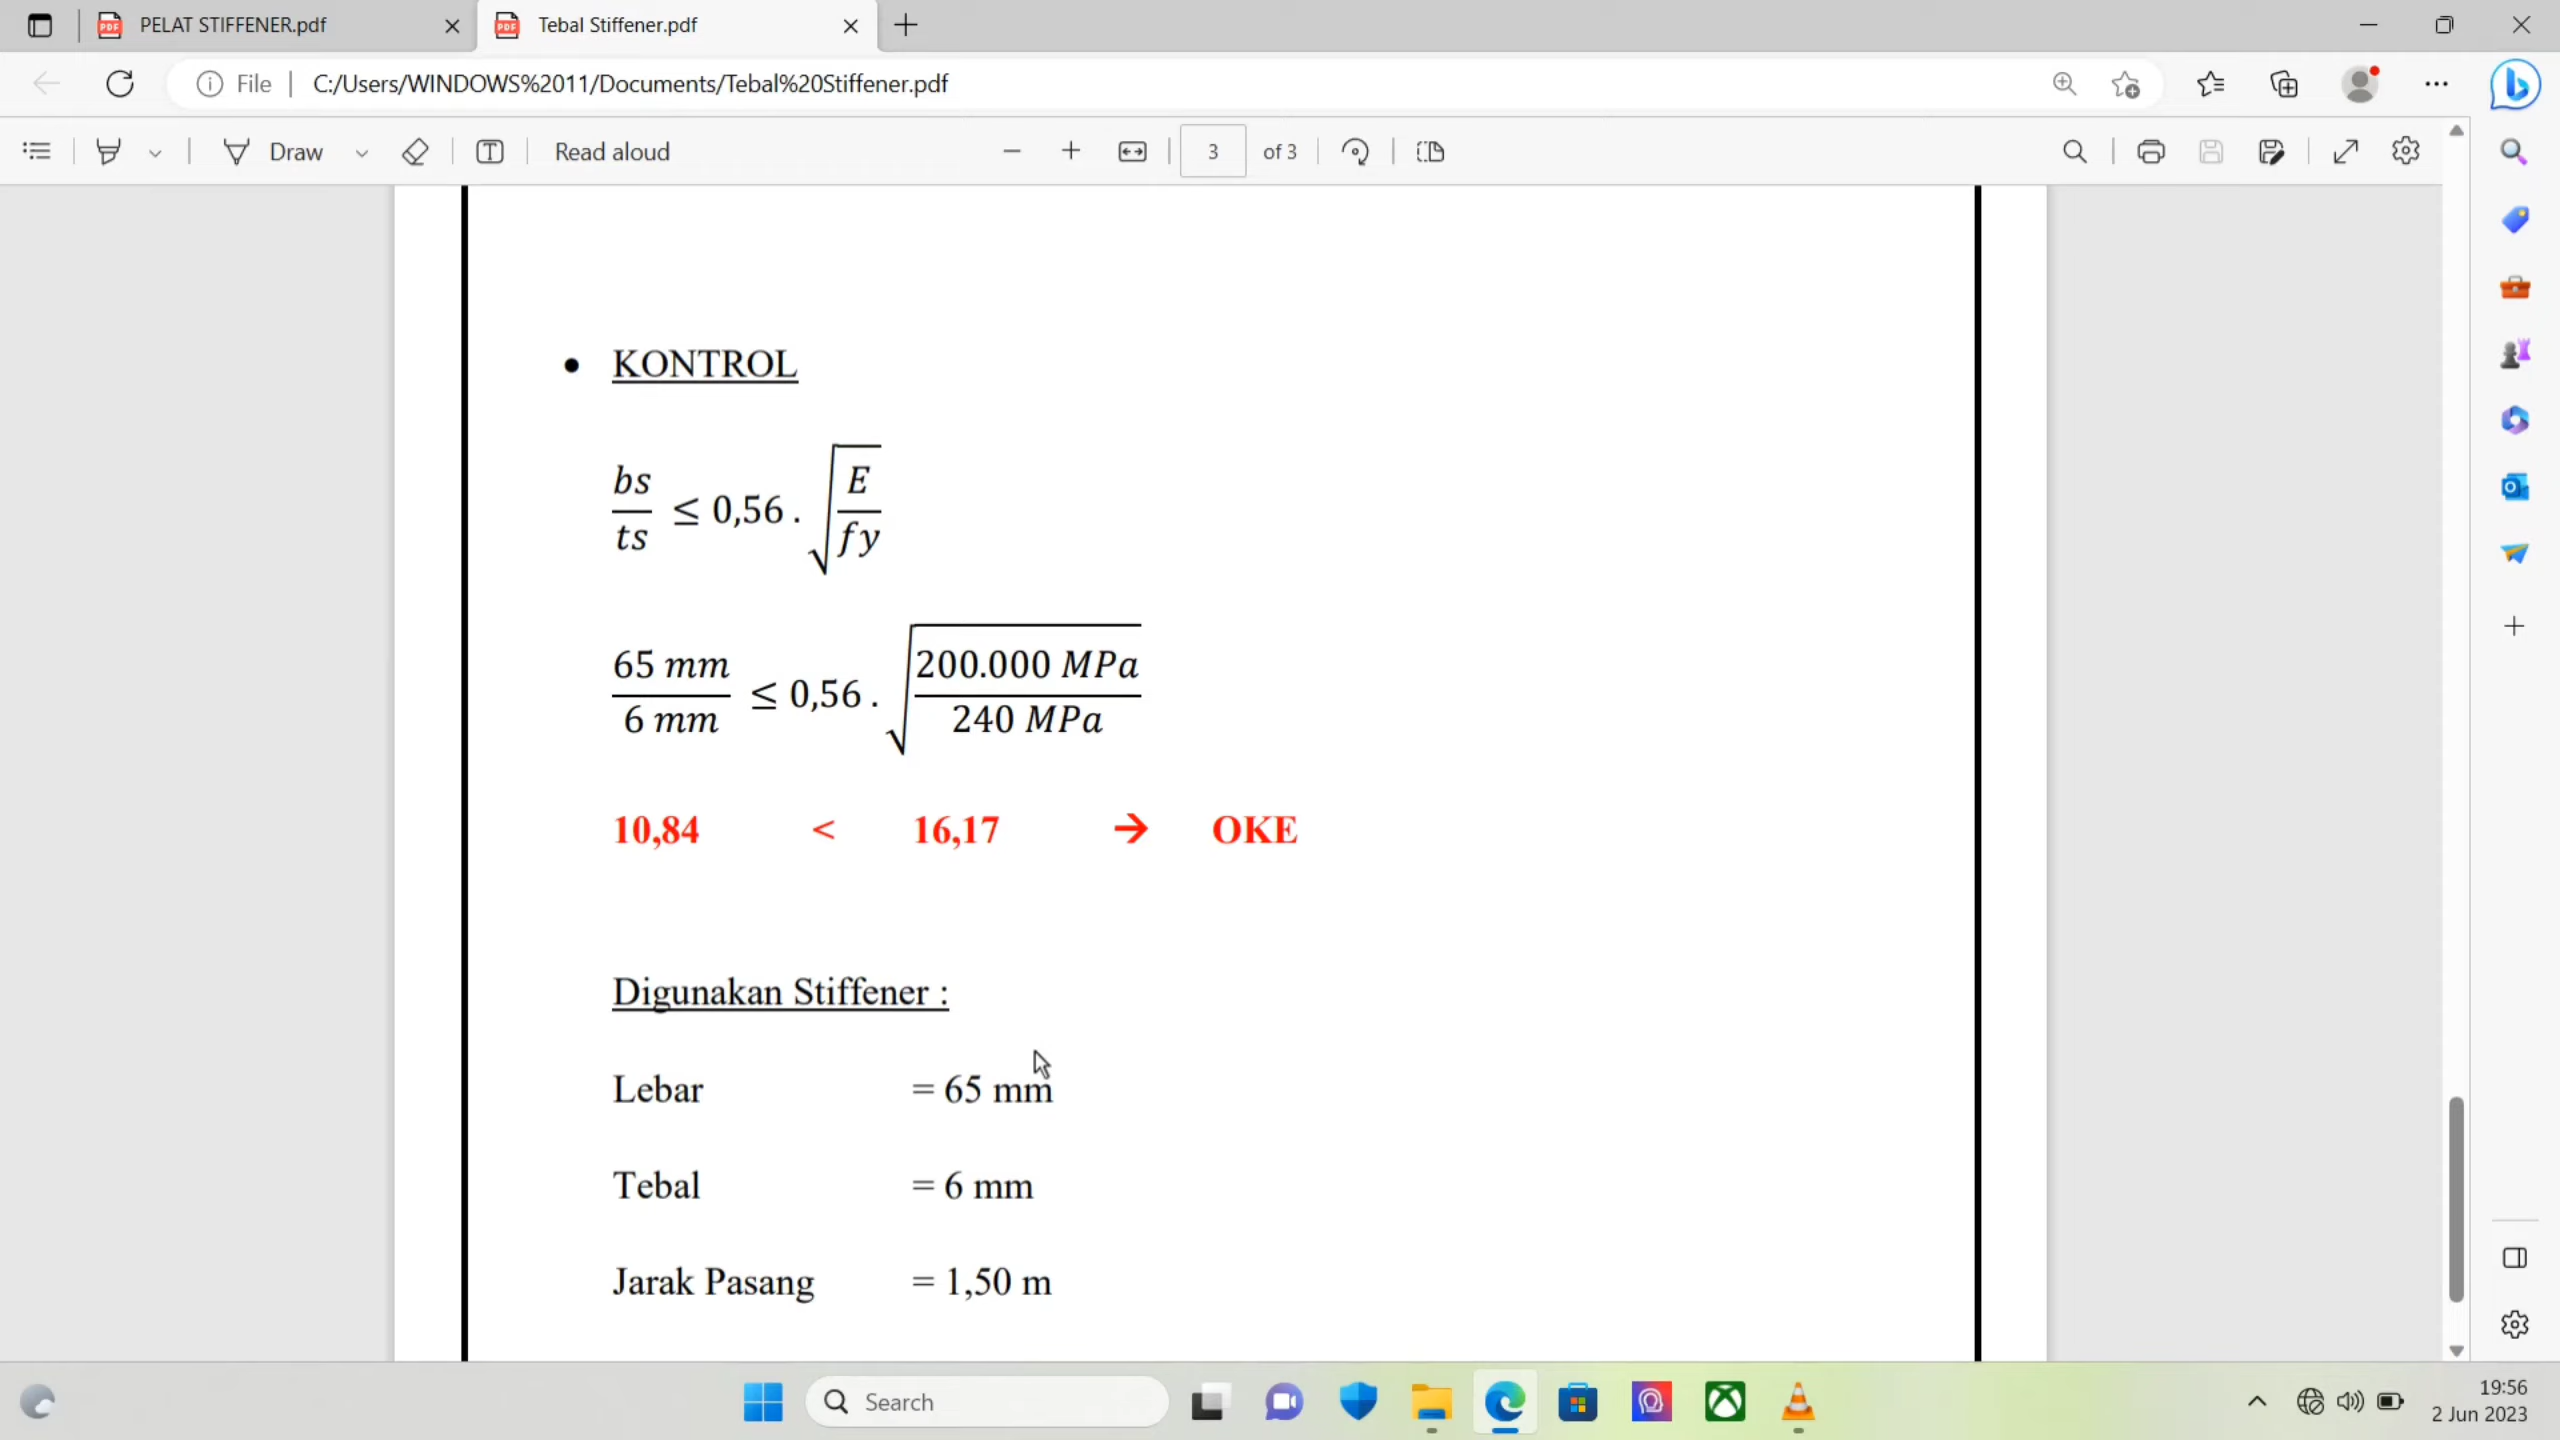 PELAT STIFFENER.pdf
Tebal Stiffener.pdf
File | C:/Users/WINDOWS%2011/Documents/Tebal%20Stiffener.pdf
Draw
Read aloud
3 of 3
• KONTROL
bs/ts ≤ 0,56 . √(E/fy)
65 mm/6 mm ≤ 0,56 . √(200.000 MPa/240 MPa)
10,84 < 16,17 → OKE
Digunakan Stiffener :
Lebar = 65 mm
Tebal = 6 mm
Jarak Pasang = 1,50 m
Search
19:56
2 Jun 2023